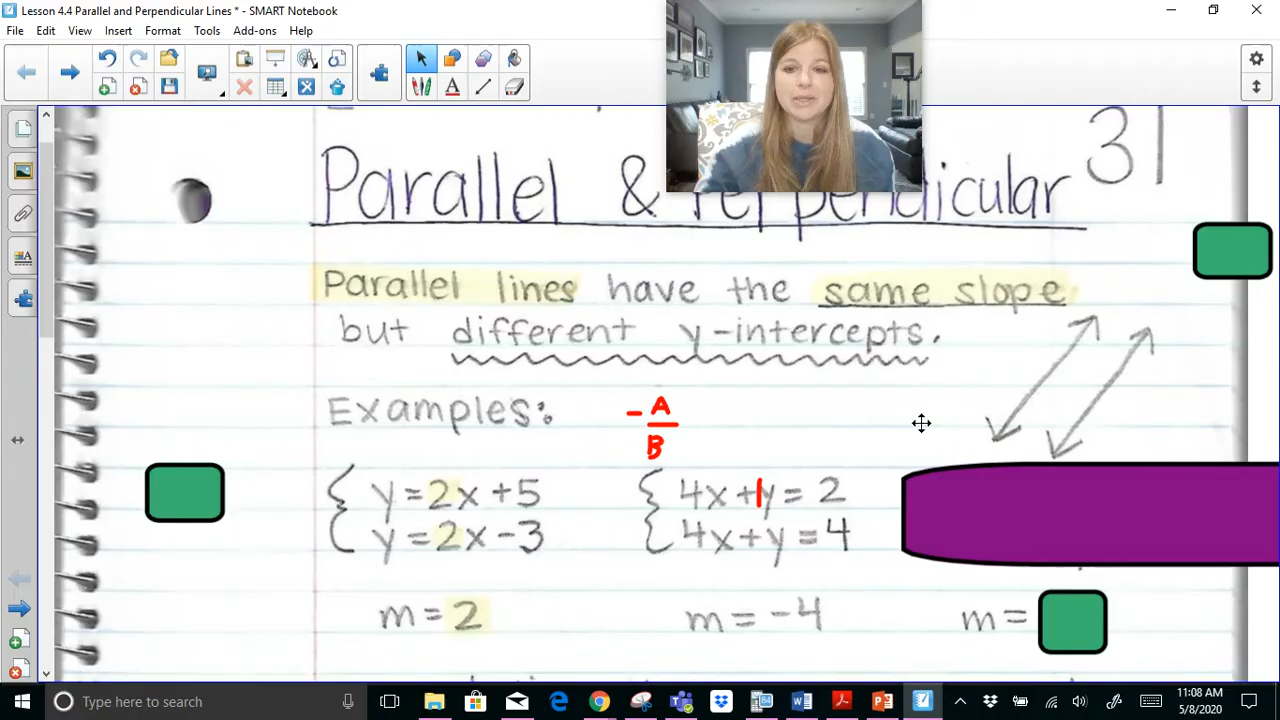 Lesson 4.4 Parallel and Perpendicular Lines * - SMART Notebook
File Edit View Insert Format Tools Add-ons Help
31
Parallel & Perpendicular
Parallel lines have the same slope
but different y-intercepts.
Examples:
- A
B
y = 2x + 5
y = 2x - 3
4x + 1y = 2
4x + y = 4
m = 2
m = -4
m =
Type here to search
11:08 AM
5/8/2020